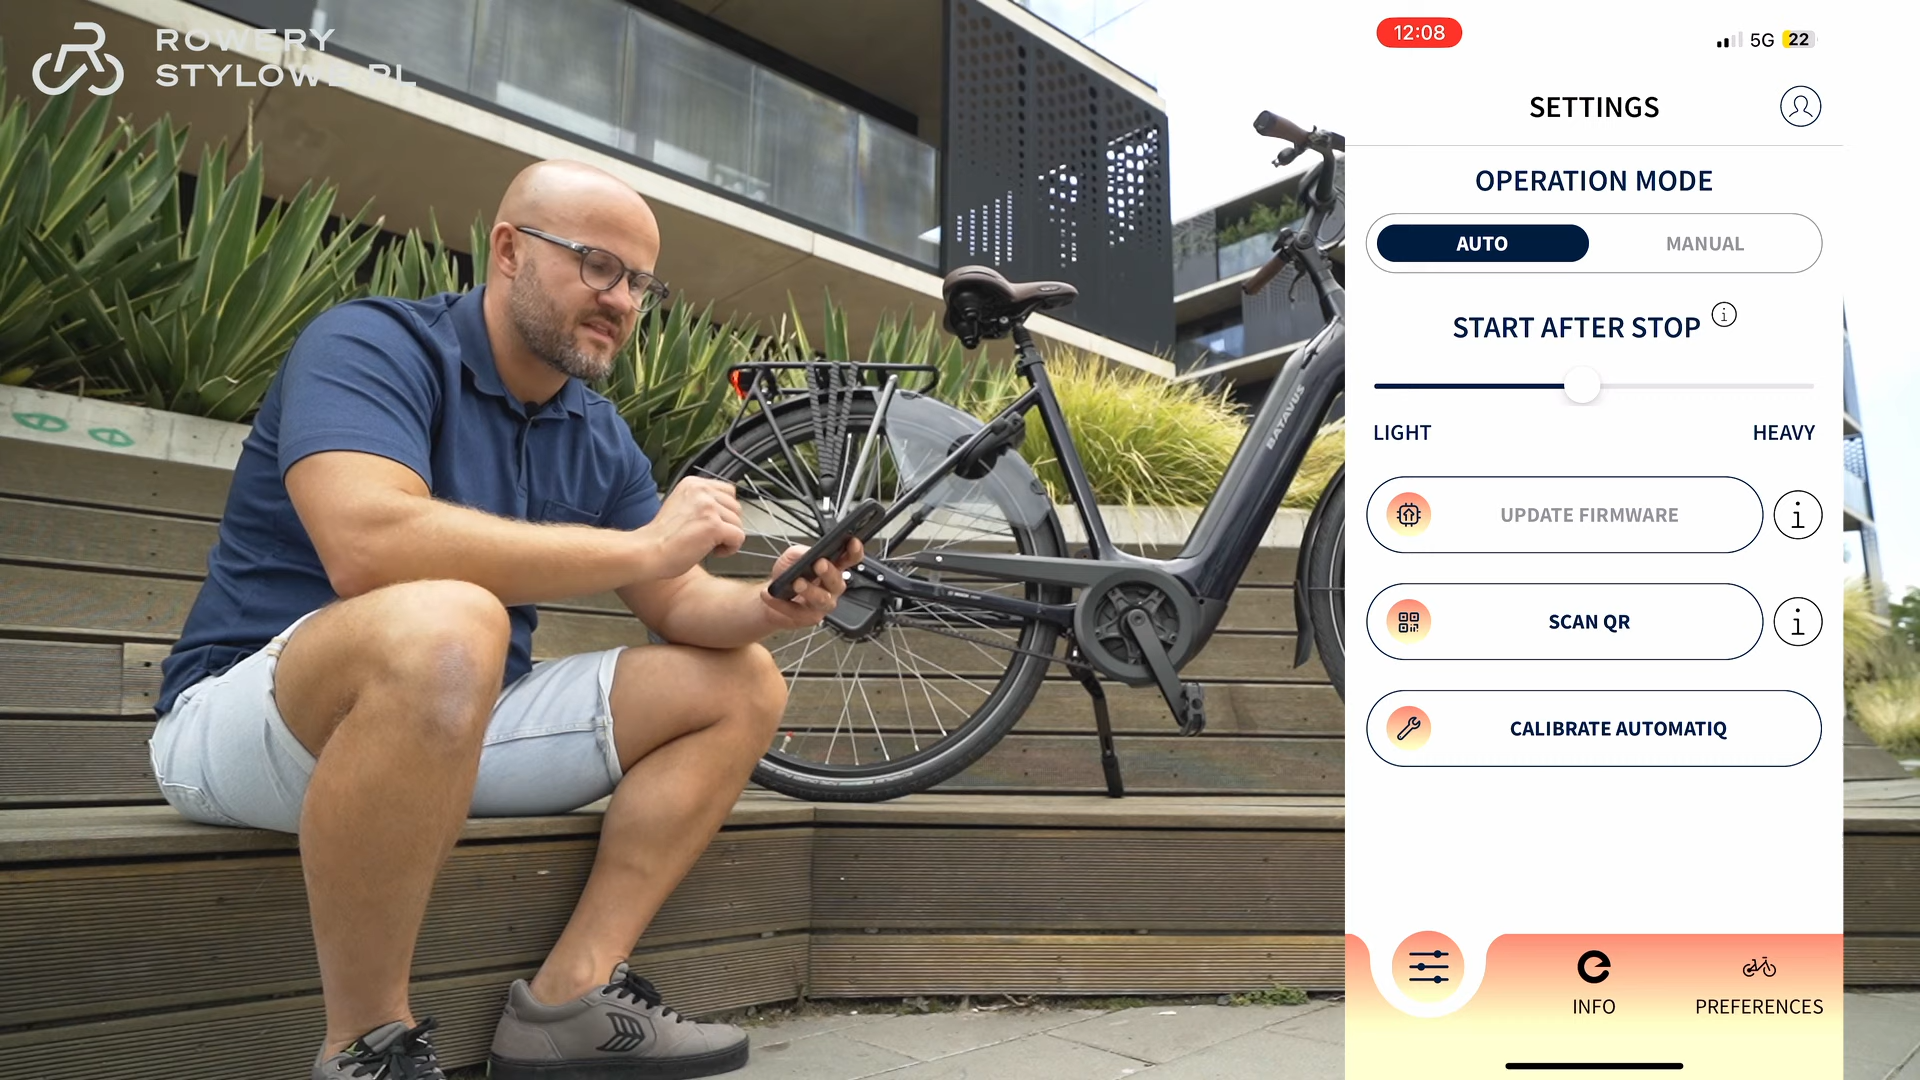 ROWERY
STYLOWE.PL
BATAVUS
12:08
5G 22
SETTINGS
OPERATION MODE
AUTO
MANUAL
START AFTER STOP
LIGHT
HEAVY
UPDATE FIRMWARE
SCAN QR
CALIBRATE AUTOMATIQ
INFO
PREFERENCES